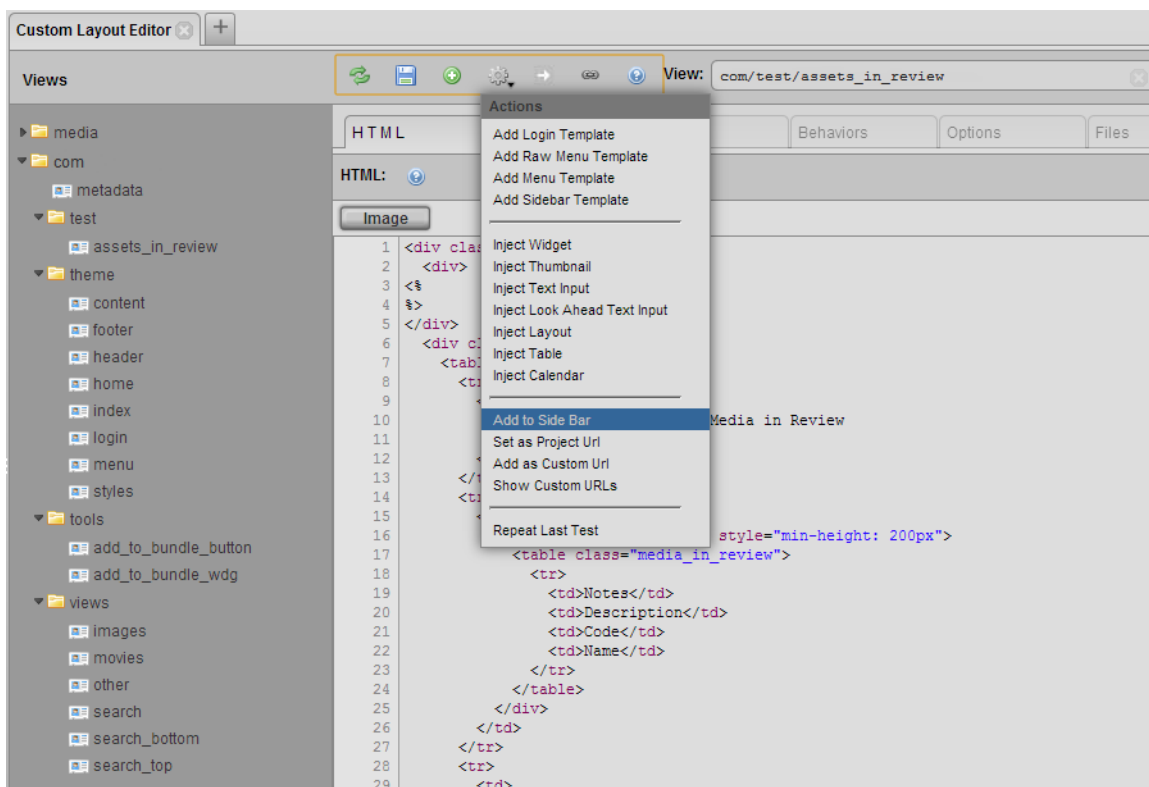 Custom Layout Editor
Views
View: com/test/assets_in_review
media
com
metadata
test
assets_in_review
theme
content
footer
header
home
index
login
menu
styles
tools
add_to_bundle_button
add_to_bundle_wdg
views
images
movies
other
search
search_bottom
search_top
Actions
Add Login Template
Add Raw Menu Template
Add Menu Template
Add Sidebar Template
Inject Widget
Inject Thumbnail
Inject Text Input
Inject Look Ahead Text Input
Inject Layout
Inject Table
Inject Calendar
Add to Side Bar
Set as Project Url
Add as Custom Url
Show Custom URLs
Repeat Last Test
HTML
Behaviors
Options
Files
HTML:
Image
1 <div clas
2 <div>
3 <%
4 %>
5 </div>
6 <div cl
7 <tabl
8 <tr
9 <
10 Media in Review
11
12 <
13 </t
14 <tr
15 <
16 style="min-height: 200px">
17 <table class="media_in_review">
18 <tr>
19 <td>Notes</td>
20 <td>Description</td>
21 <td>Code</td>
22 <td>Name</td>
23 </tr>
24 </table>
25 </div>
26 </td>
27 </tr>
28 <tr>
29 <td>